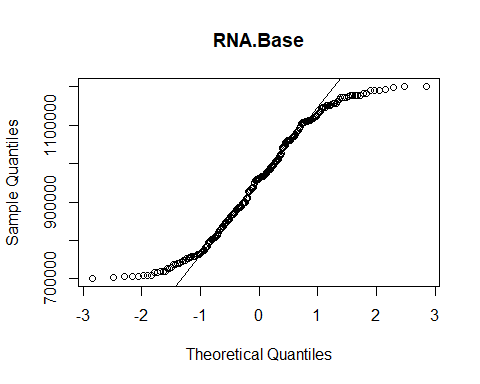 RNA.Base
Sample Quantiles
700000
900000
1100000
-3 -2 -1 0 1 2 3
Theoretical Quantiles